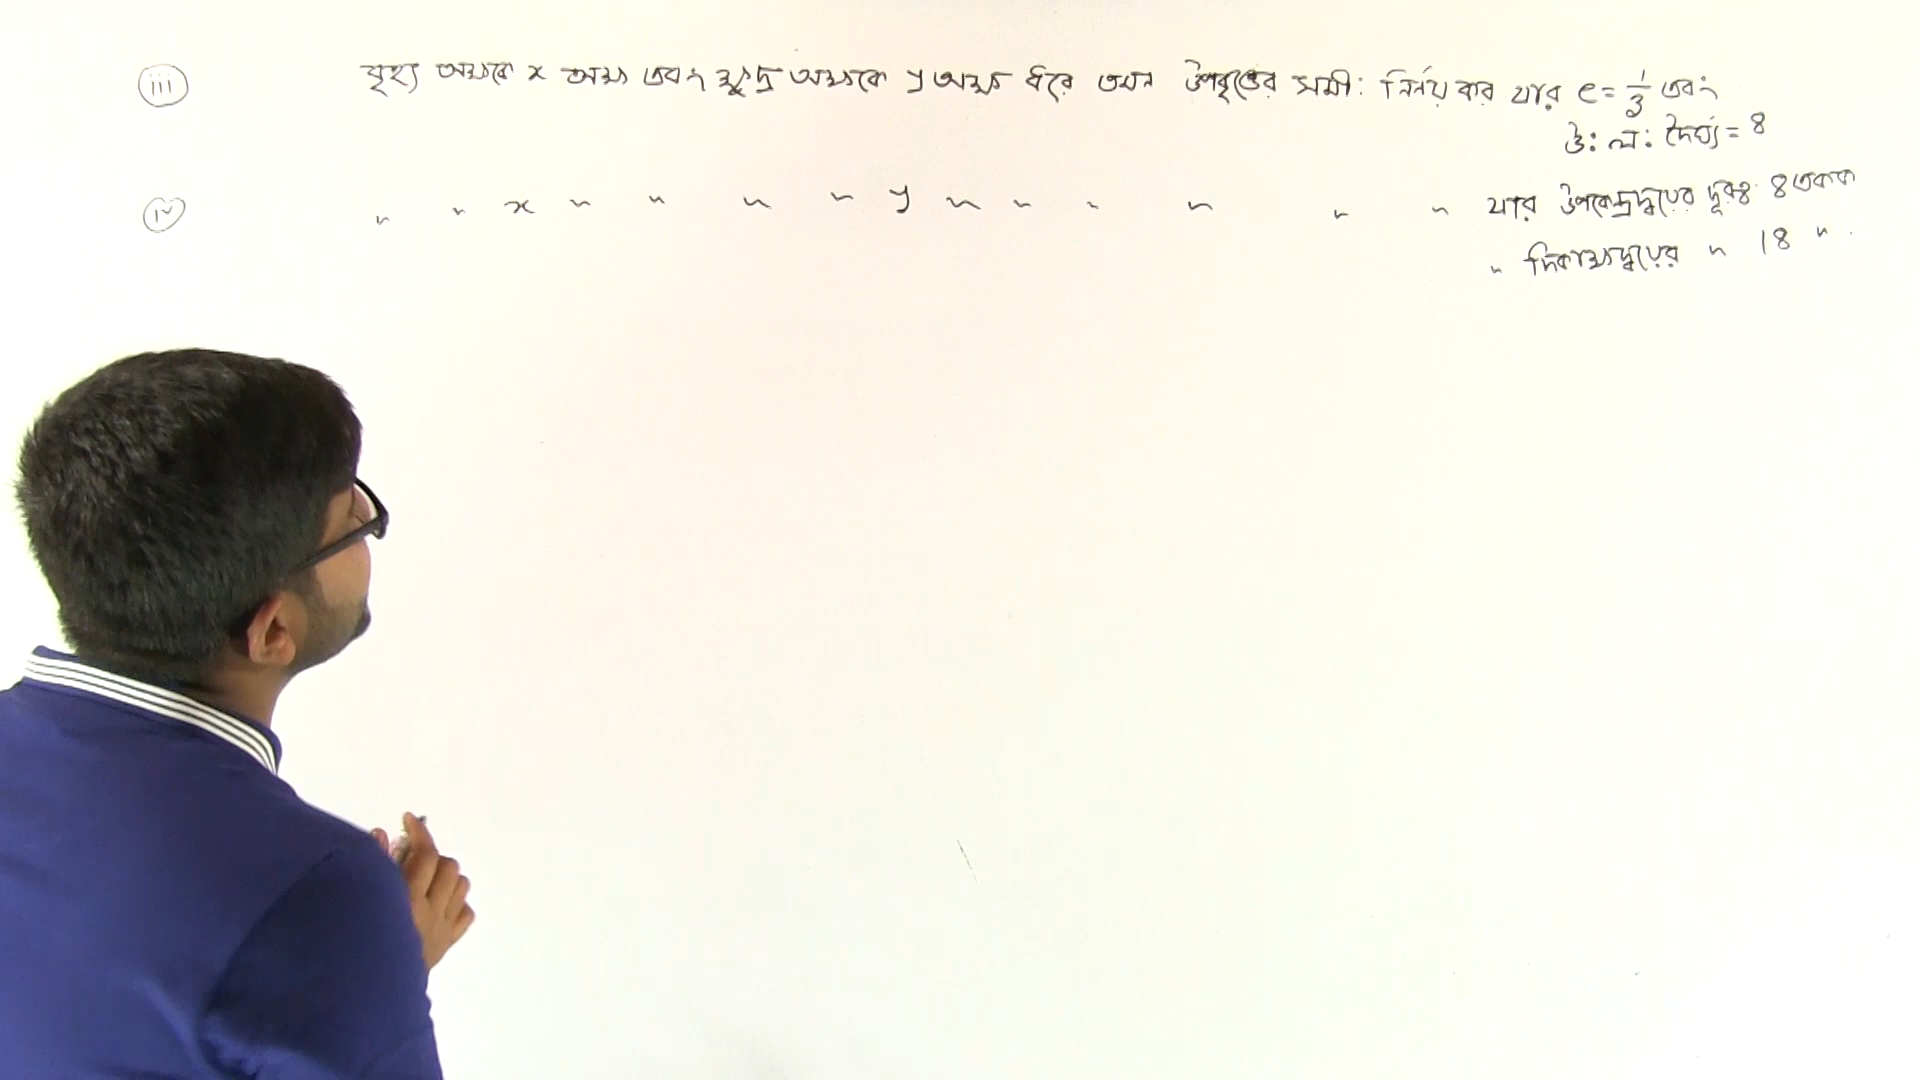 (iii) বৃহৎ অক্ষকে x অক্ষ এবং ক্ষুদ্র অক্ষকে y অক্ষ ধরে এমন উপবৃত্তের সমী: নির্ণয় কর যার e = 1/3 এবং
উ: ল: দৈর্ঘ্য = 8
(iv) " " x " " " " y " " " " " " যার উপকেন্দ্রদ্বয়ের দূরত্ব 8 একক
" দিকাক্ষদ্বয়ের " 18 " .